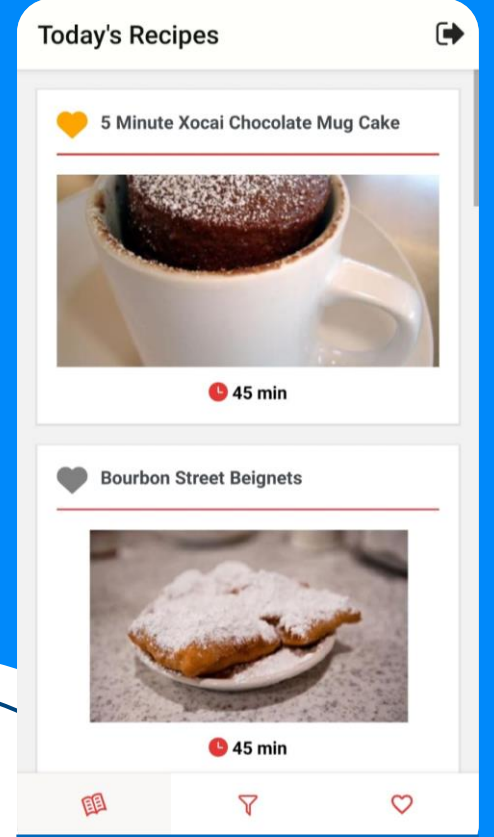 Today's Recipes
5 Minute Xocai Chocolate Mug Cake
45 min
Bourbon Street Beignets
45 min